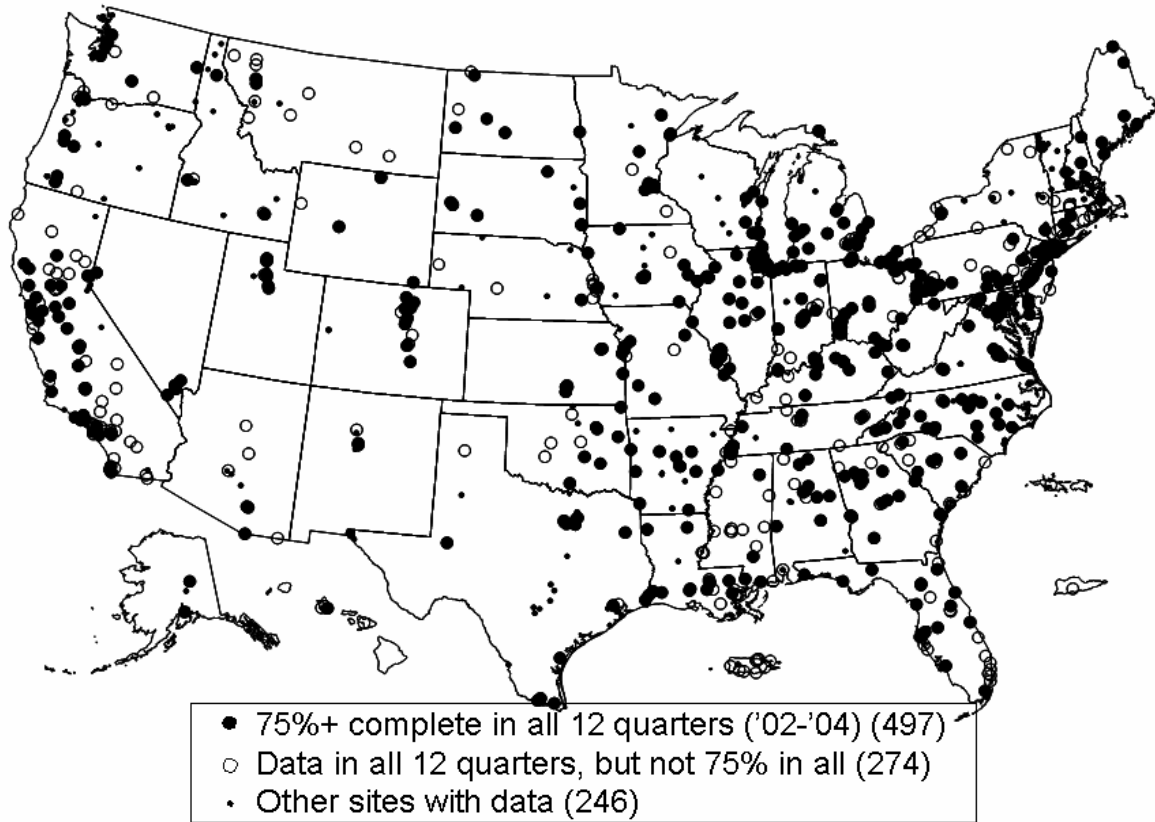 75%+ complete in all 12 quarters ('02-'04) (497)
Data in all 12 quarters, but not 75% in all (274)
Other sites with data (246)